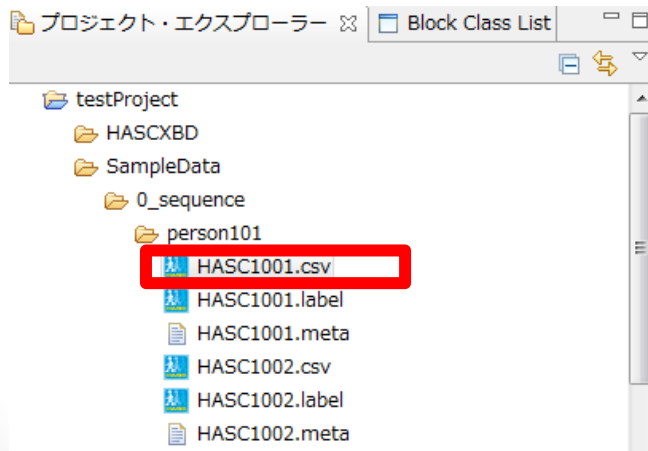 プロジェクト・エクスプローラー Block Class List
testProject
HASCXBD
SampleData
0_sequence
person101
HASC1001.csv
HASC1001.label
HASC1001.meta
HASC1002.csv
HASC1002.label
HASC1002.meta